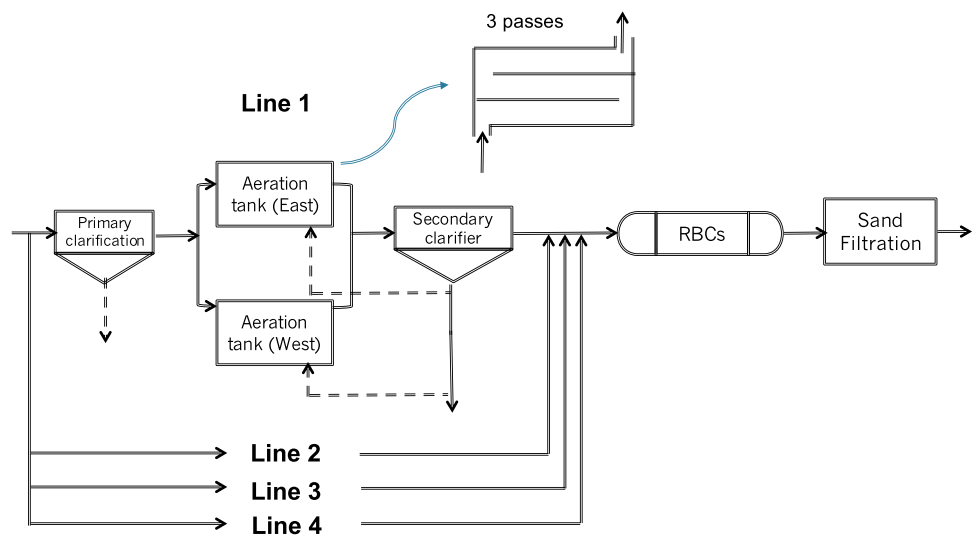 3 passes
Line 1
Aeration
tank (East)
Primary
clarification
Secondary
clarifier
RBCs
Sand
Filtration
Aeration
tank (West)
Line 2
Line 3
Line 4